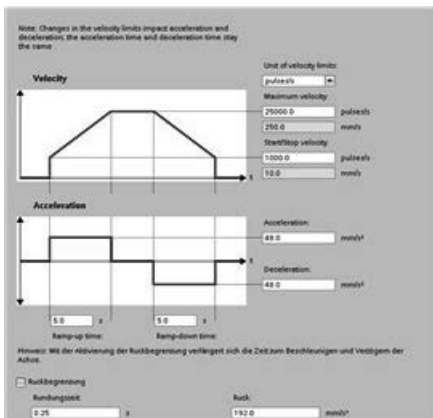 Note: Changes in the velocity limits impact acceleration and
deceleration; the acceleration time and deceleration time stay
the same
Unit of velocity limits:
Velocity
pulses/s
Maximum velocity
25000.0 pulses/s
250.0 mm/s
Start/Stop velocity
1000.0 pulses/s
10.0 mm/s
t
Acceleration
Acceleration:
48.0 mm/s²
t
Deceleration:
48.0 mm/s²
5.0 s 5.0 s
Ramp-up time: Ramp-down time:
Hinweis: Mit der Aktivierung der Ruckbegrenzung verlängert sich die Zeit zum Beschleunigen und Verzögern der
Achse.
Ruckbegrenzung
Rundungszeit: Ruck:
0.25 s 192.0 mm/s³